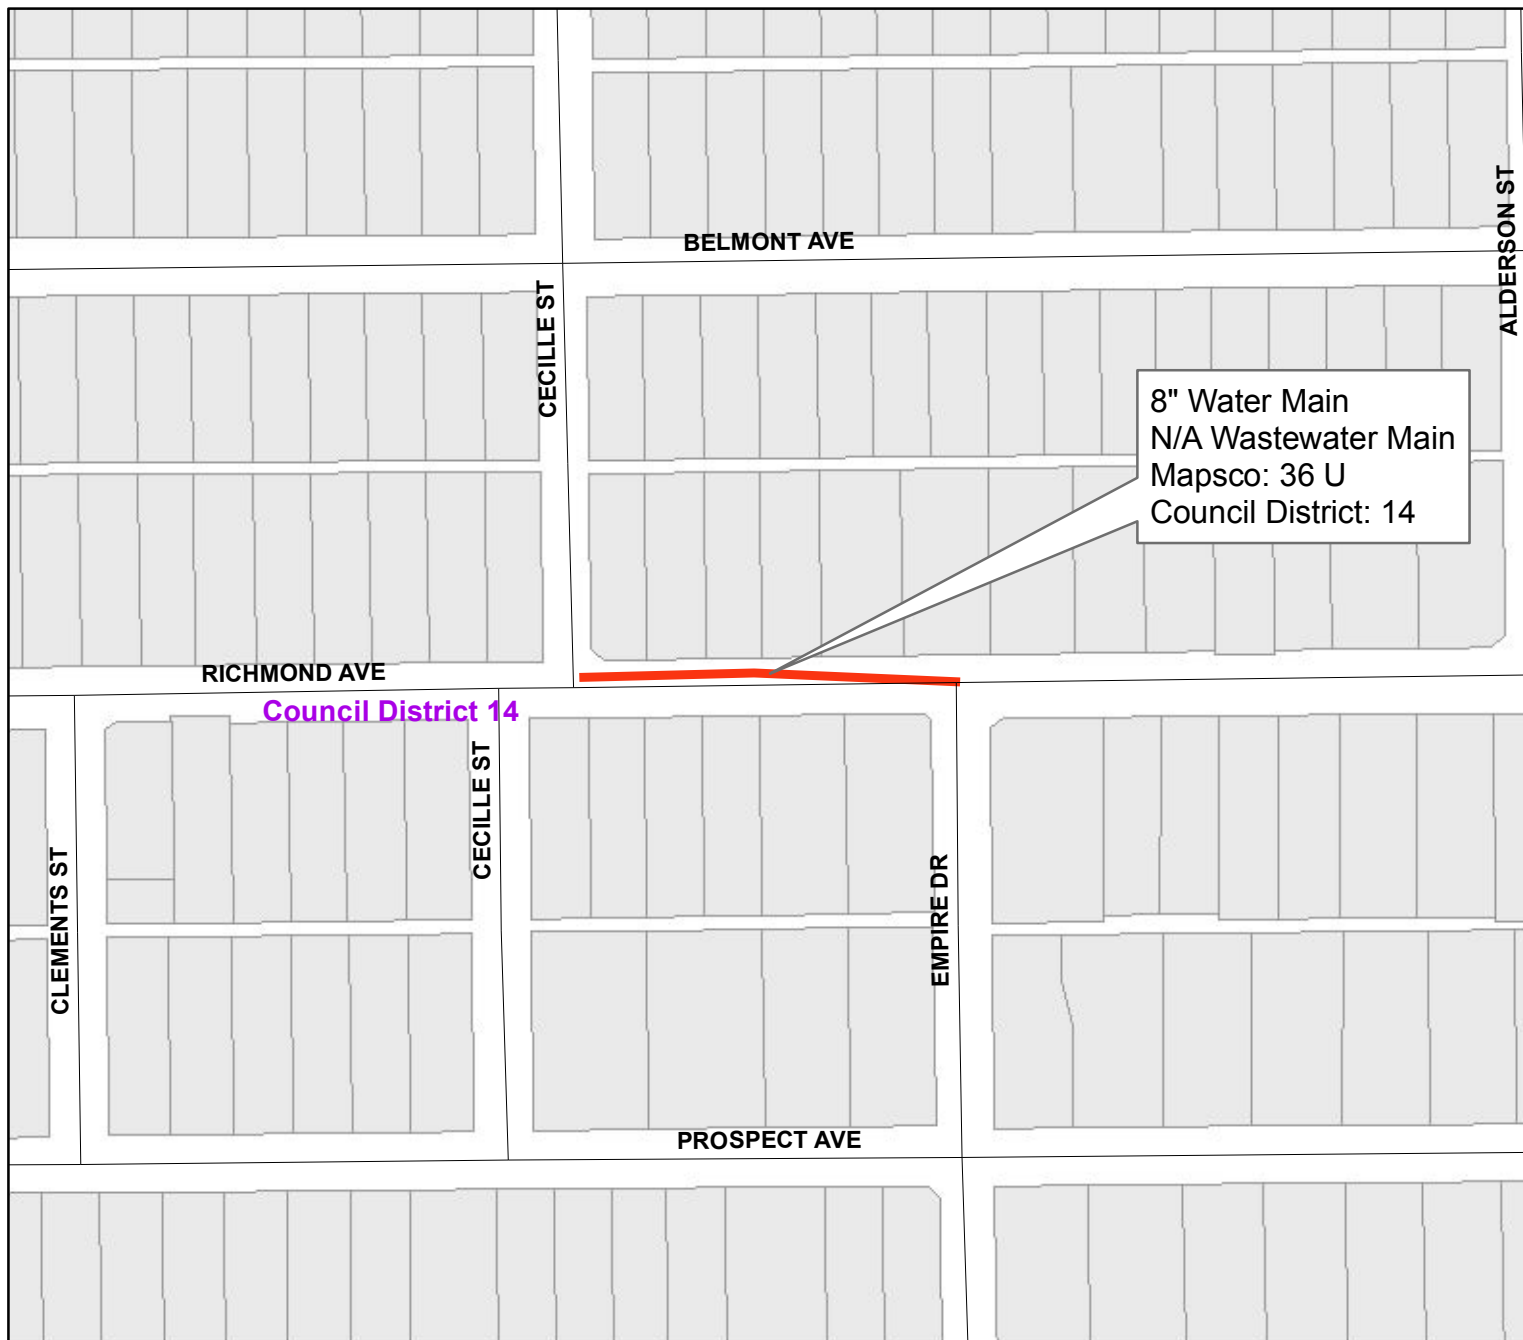 BELMONT AVE
ALDERSON ST
CECILLE ST
8" Water Main
N/A Wastewater Main
Mapsco: 36 U
Council District: 14
RICHMOND AVE
Council District 14
CECILLE ST
CLEMENTS ST
EMPIRE DR
PROSPECT AVE